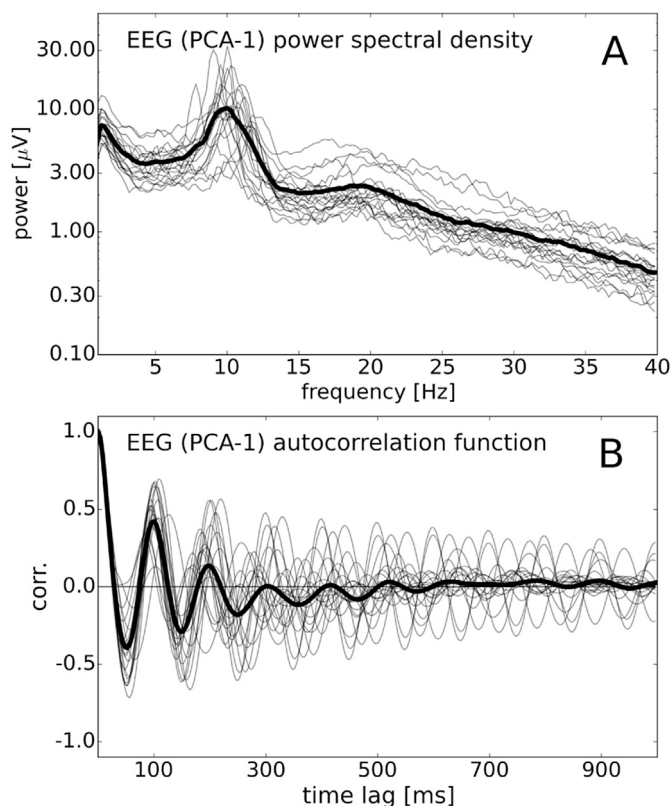 EEG (PCA-1) power spectral density A
30.00
10.00
3.00
1.00
0.30
0.10
power [μV]
5 10 15 20 25 30 35 40
frequency [Hz]
EEG (PCA-1) autocorrelation function B
1.0
0.5
0.0
-0.5
-1.0
corr.
100 300 500 700 900
time lag [ms]